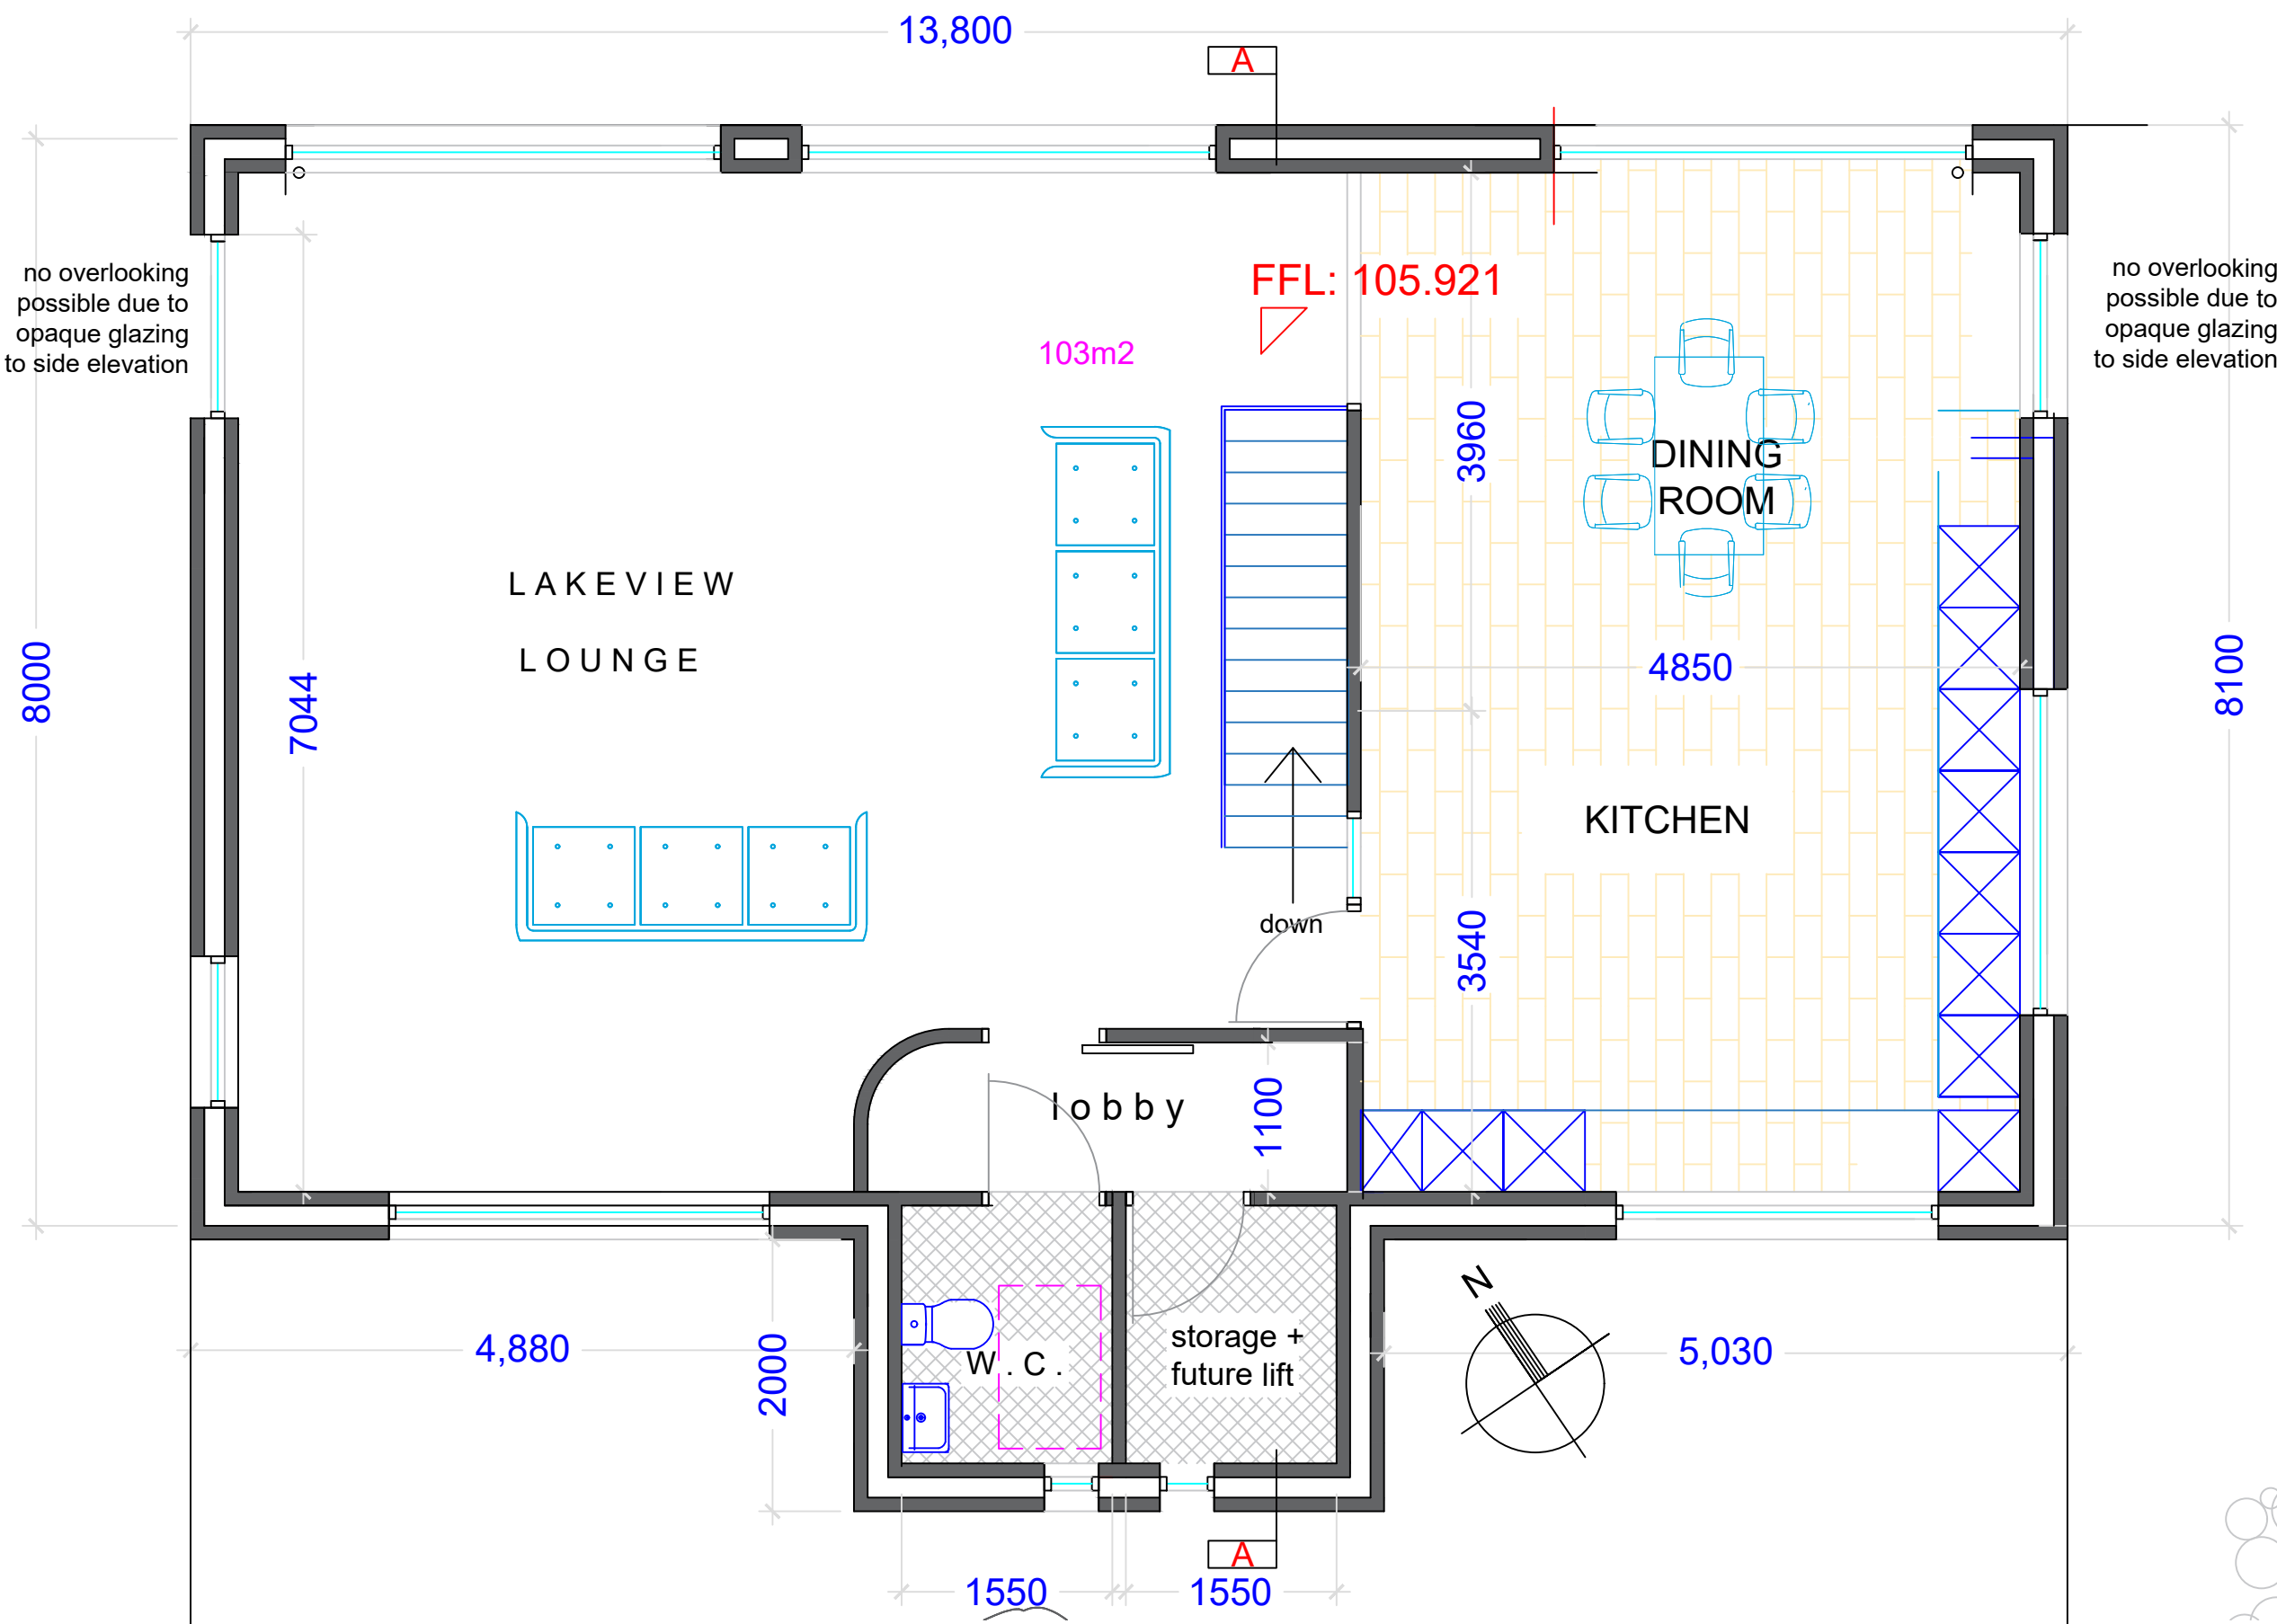 13,800
A
no overlooking
possible due to
opaque glazing
to side elevation
no overlooking
possible due to
opaque glazing
to side elevation
FFL: 105.921
103m2
3960
DINING
ROOM
LAKEVIEW
LOUNGE
8000
7044
4850
8100
KITCHEN
down
3540
lobby
1100
N
4,880
2000
W.C.
storage +
future lift
5,030
A
1550
1550